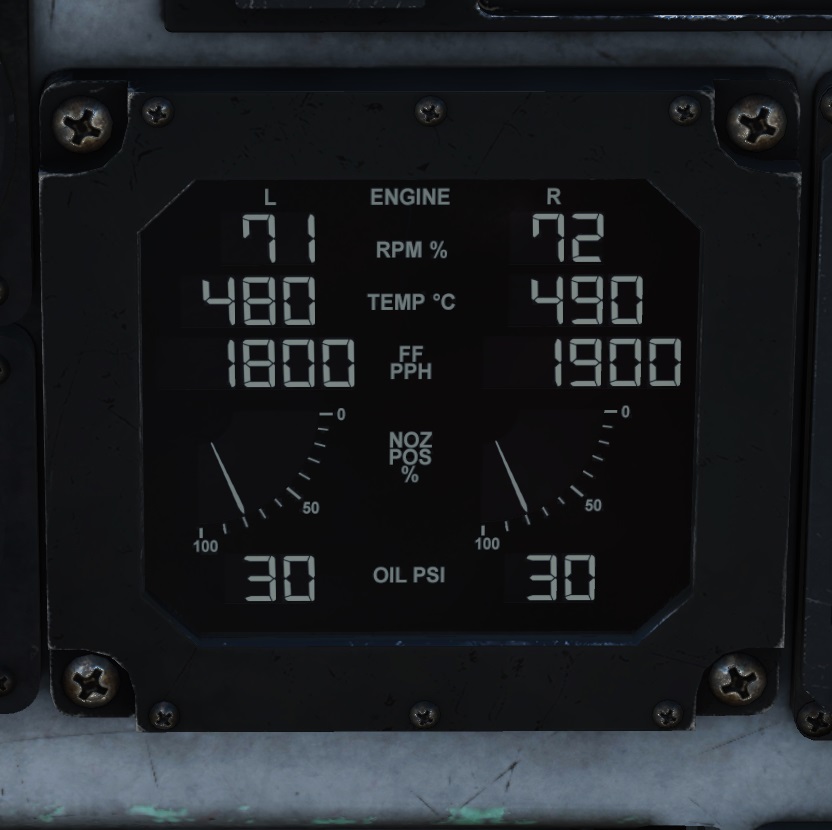 L ENGINE R
71 RPM % 72
480 TEMP °C 490
1800 FF PPH 1900
0 0
NOZ
POS
%
50 50
100 100
30 OIL PSI 30